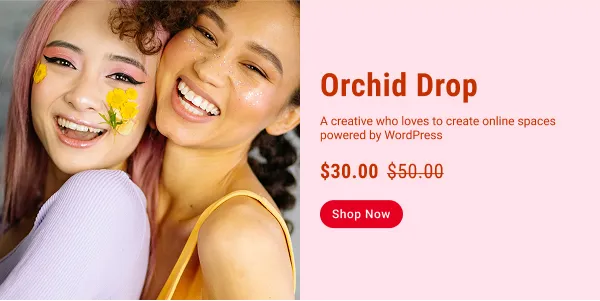 Orchid Drop
A creative who loves to create online spaces
powered by WordPress
$30.00 $50.00
Shop Now